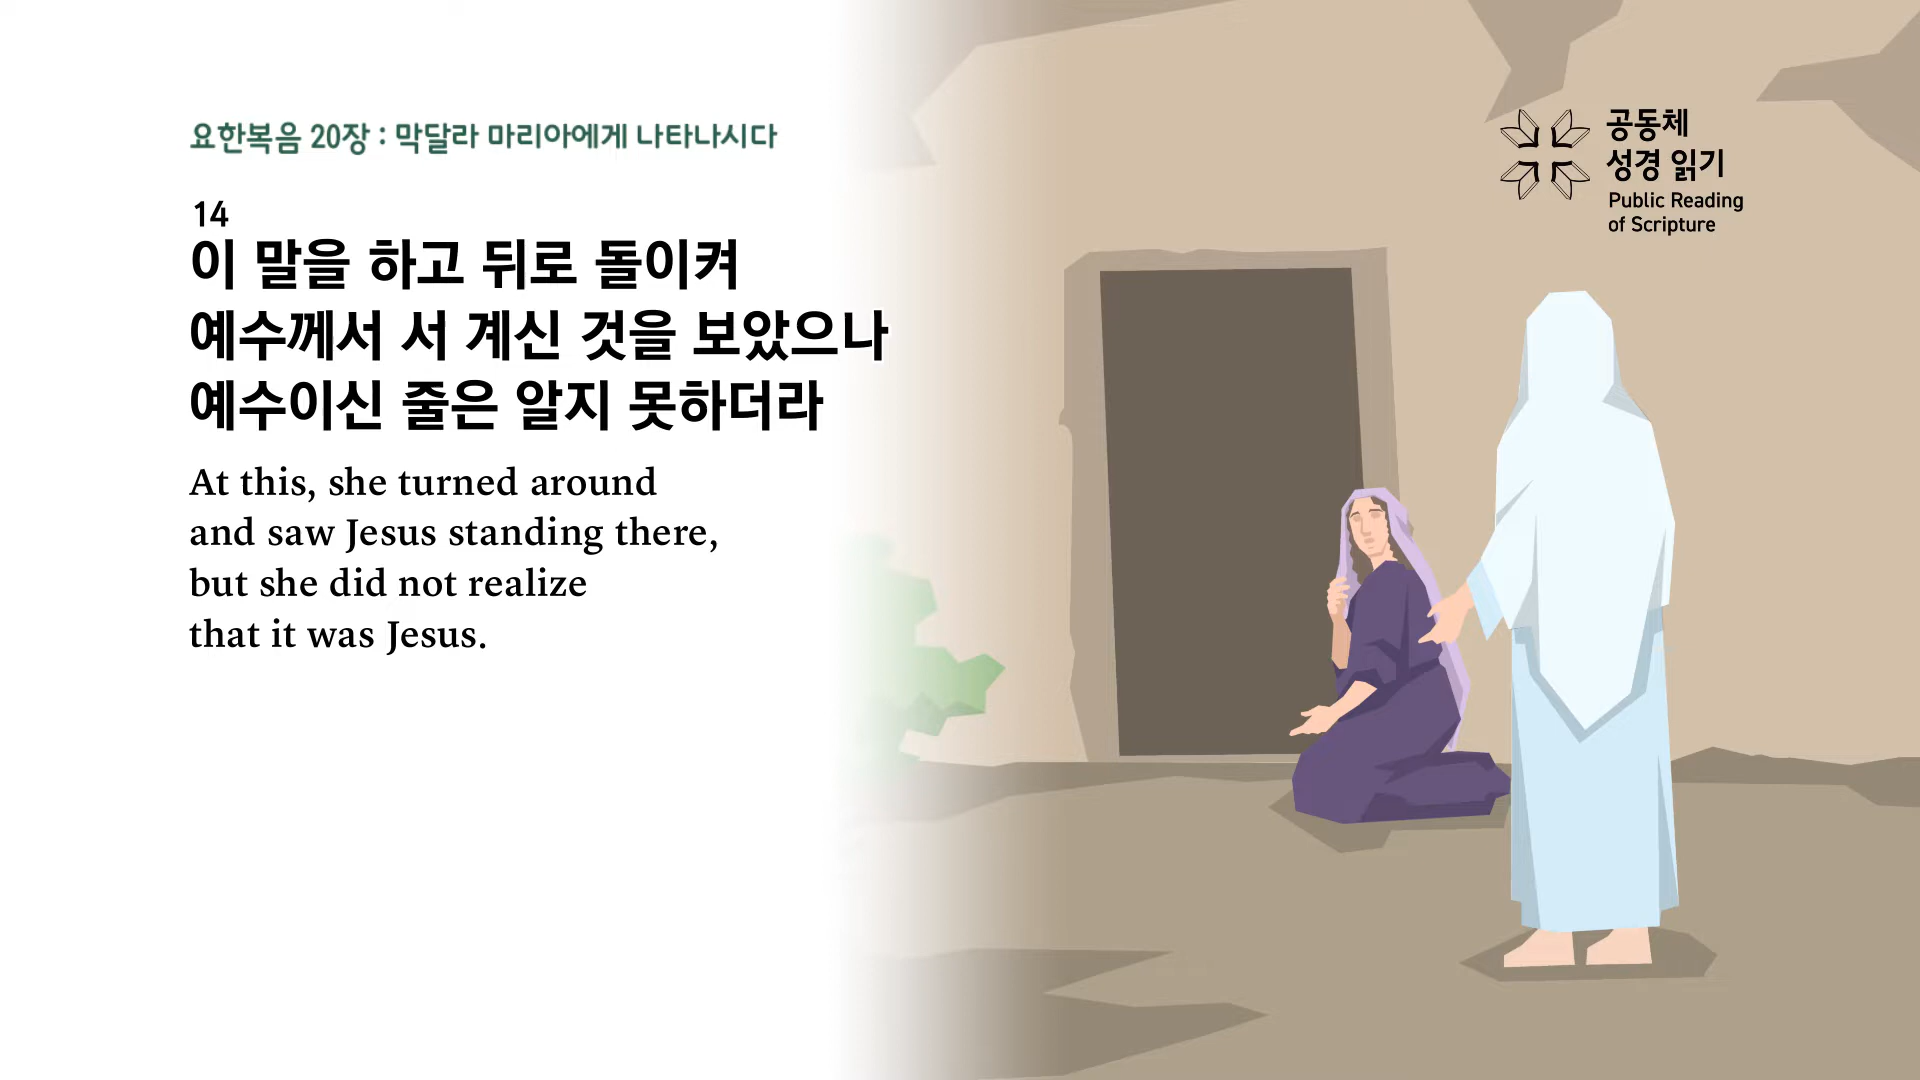 요한복음 20장 : 막달라 마리아에게 나타나시다
14
이 말을 하고 뒤로 돌이켜
예수께서 서 계신 것을 보았으나
예수이신 줄은 알지 못하더라
At this, she turned around
and saw Jesus standing there,
but she did not realize
that it was Jesus.
공동체
성경 읽기
Public Reading
of Scripture